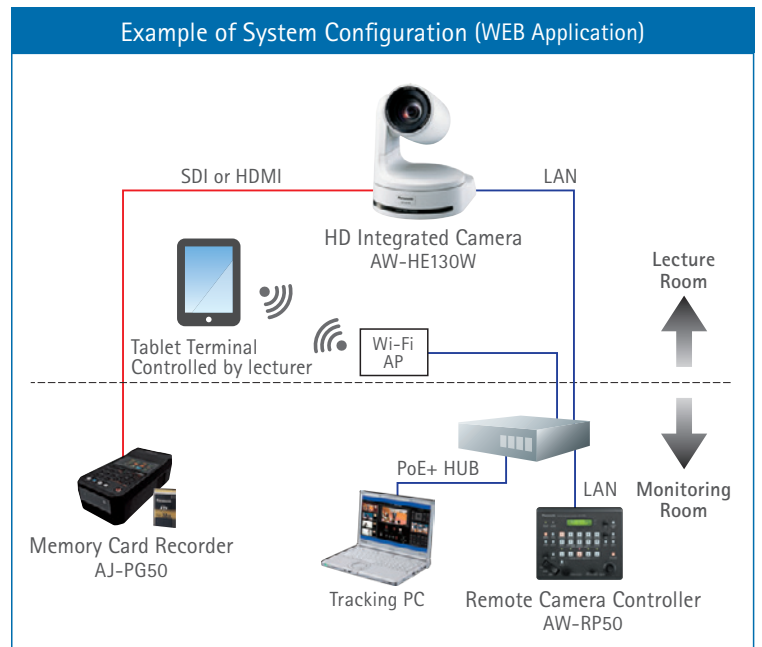 Example of System Configuration (WEB Application)
SDI or HDMI
LAN
HD Integrated Camera
AW-HE130W
Lecture
Room
Tablet Terminal
Controlled by lecturer
Wi-Fi
AP
PoE+ HUB
LAN
Monitoring
Room
Memory Card Recorder
AJ-PG50
Tracking PC
Remote Camera Controller
AW-RP50